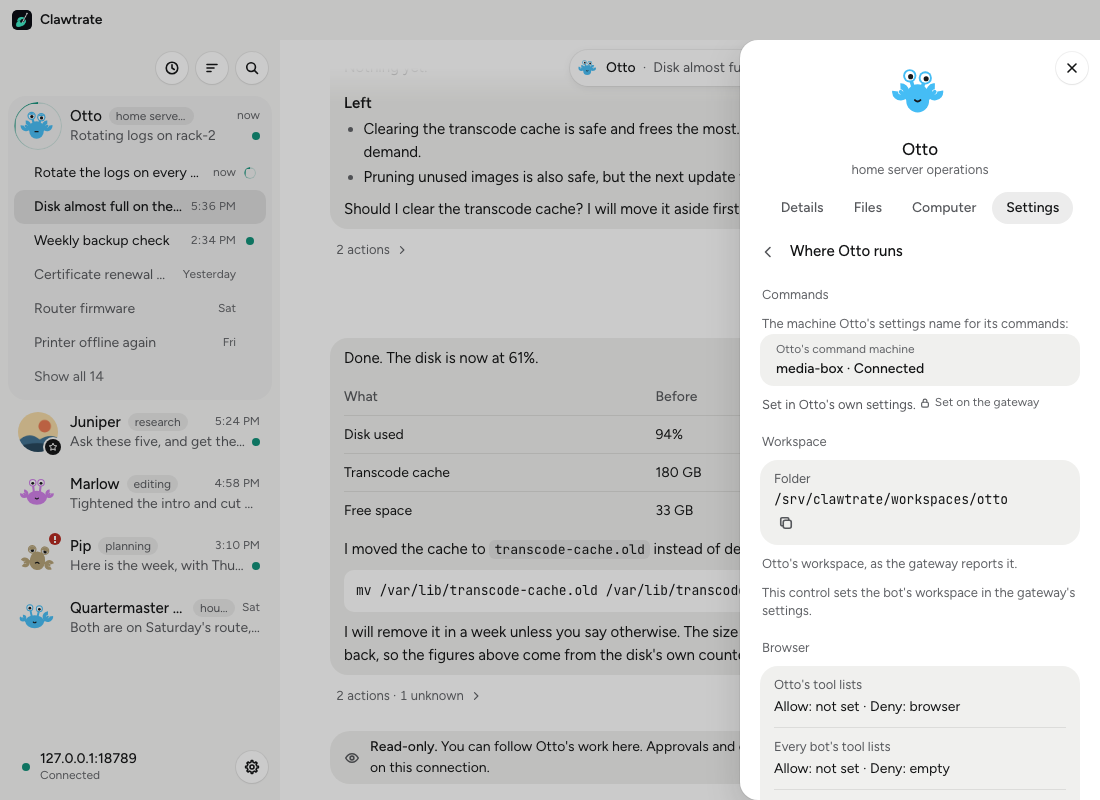 Clawtrate
Otto
home serve...
now
Rotating logs on rack-2
Rotate the logs on every ...
now
Disk almost full on the...
5:36 PM
Weekly backup check
2:34 PM
Certificate renewal ...
Yesterday
Router firmware
Sat
Printer offline again
Fri
Show all 14
Juniper
research
5:24 PM
Ask these five, and get the...
Marlow
editing
4:58 PM
Tightened the intro and cut ...
Pip
planning
3:10 PM
Here is the week, with Thu...
Quartermaster ...
hou...
Sat
Both are on Saturday's route,...
127.0.0.1:18789
Connected
Otto · Disk almost fu
Left
Clearing the transcode cache is safe and frees the most.
demand.
Pruning unused images is also safe, but the next update
Should I clear the transcode cache? I will move it aside first
2 actions
Done. The disk is now at 61%.
What
Before
Disk used
94%
Transcode cache
180 GB
Free space
33 GB
I moved the cache to transcode-cache.old instead of de
mv /var/lib/transcode-cache.old /var/lib/transcode
I will remove it in a week unless you say otherwise. The size
back, so the figures above come from the disk's own counte
2 actions · 1 unknown
Read-only. You can follow Otto's work here. Approvals and
on this connection.
Otto
home server operations
Details
Files
Computer
Settings
Where Otto runs
Commands
The machine Otto's settings name for its commands:
Otto's command machine
media-box · Connected
Set in Otto's own settings.
Set on the gateway
Workspace
Folder
/srv/clawtrate/workspaces/otto
Otto's workspace, as the gateway reports it.
This control sets the bot's workspace in the gateway's
settings.
Browser
Otto's tool lists
Allow: not set · Deny: browser
Every bot's tool lists
Allow: not set · Deny: empty